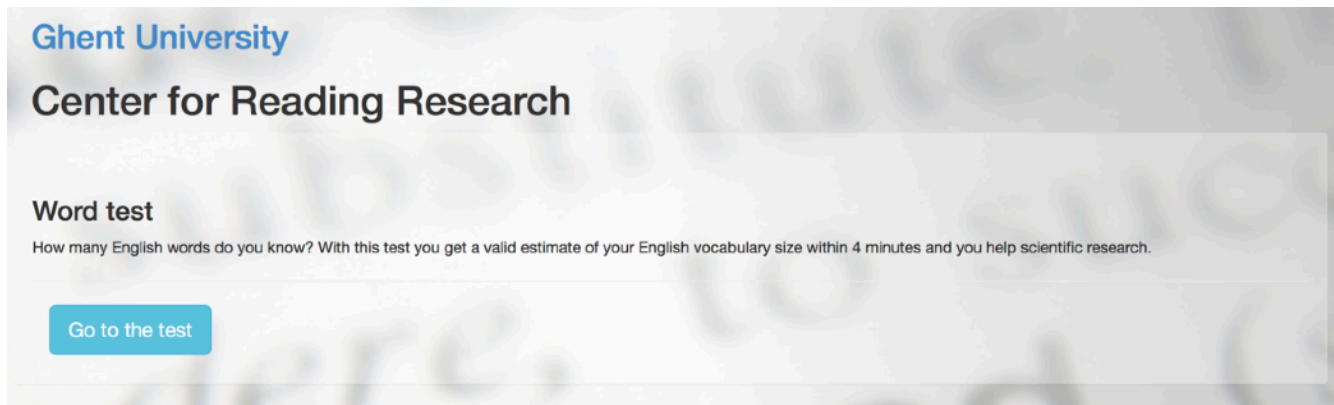 Ghent University
Center for Reading Research
Word test
How many English words do you know? With this test you get a valid estimate of your English vocabulary size within 4 minutes and you help scientific research.
Go to the test